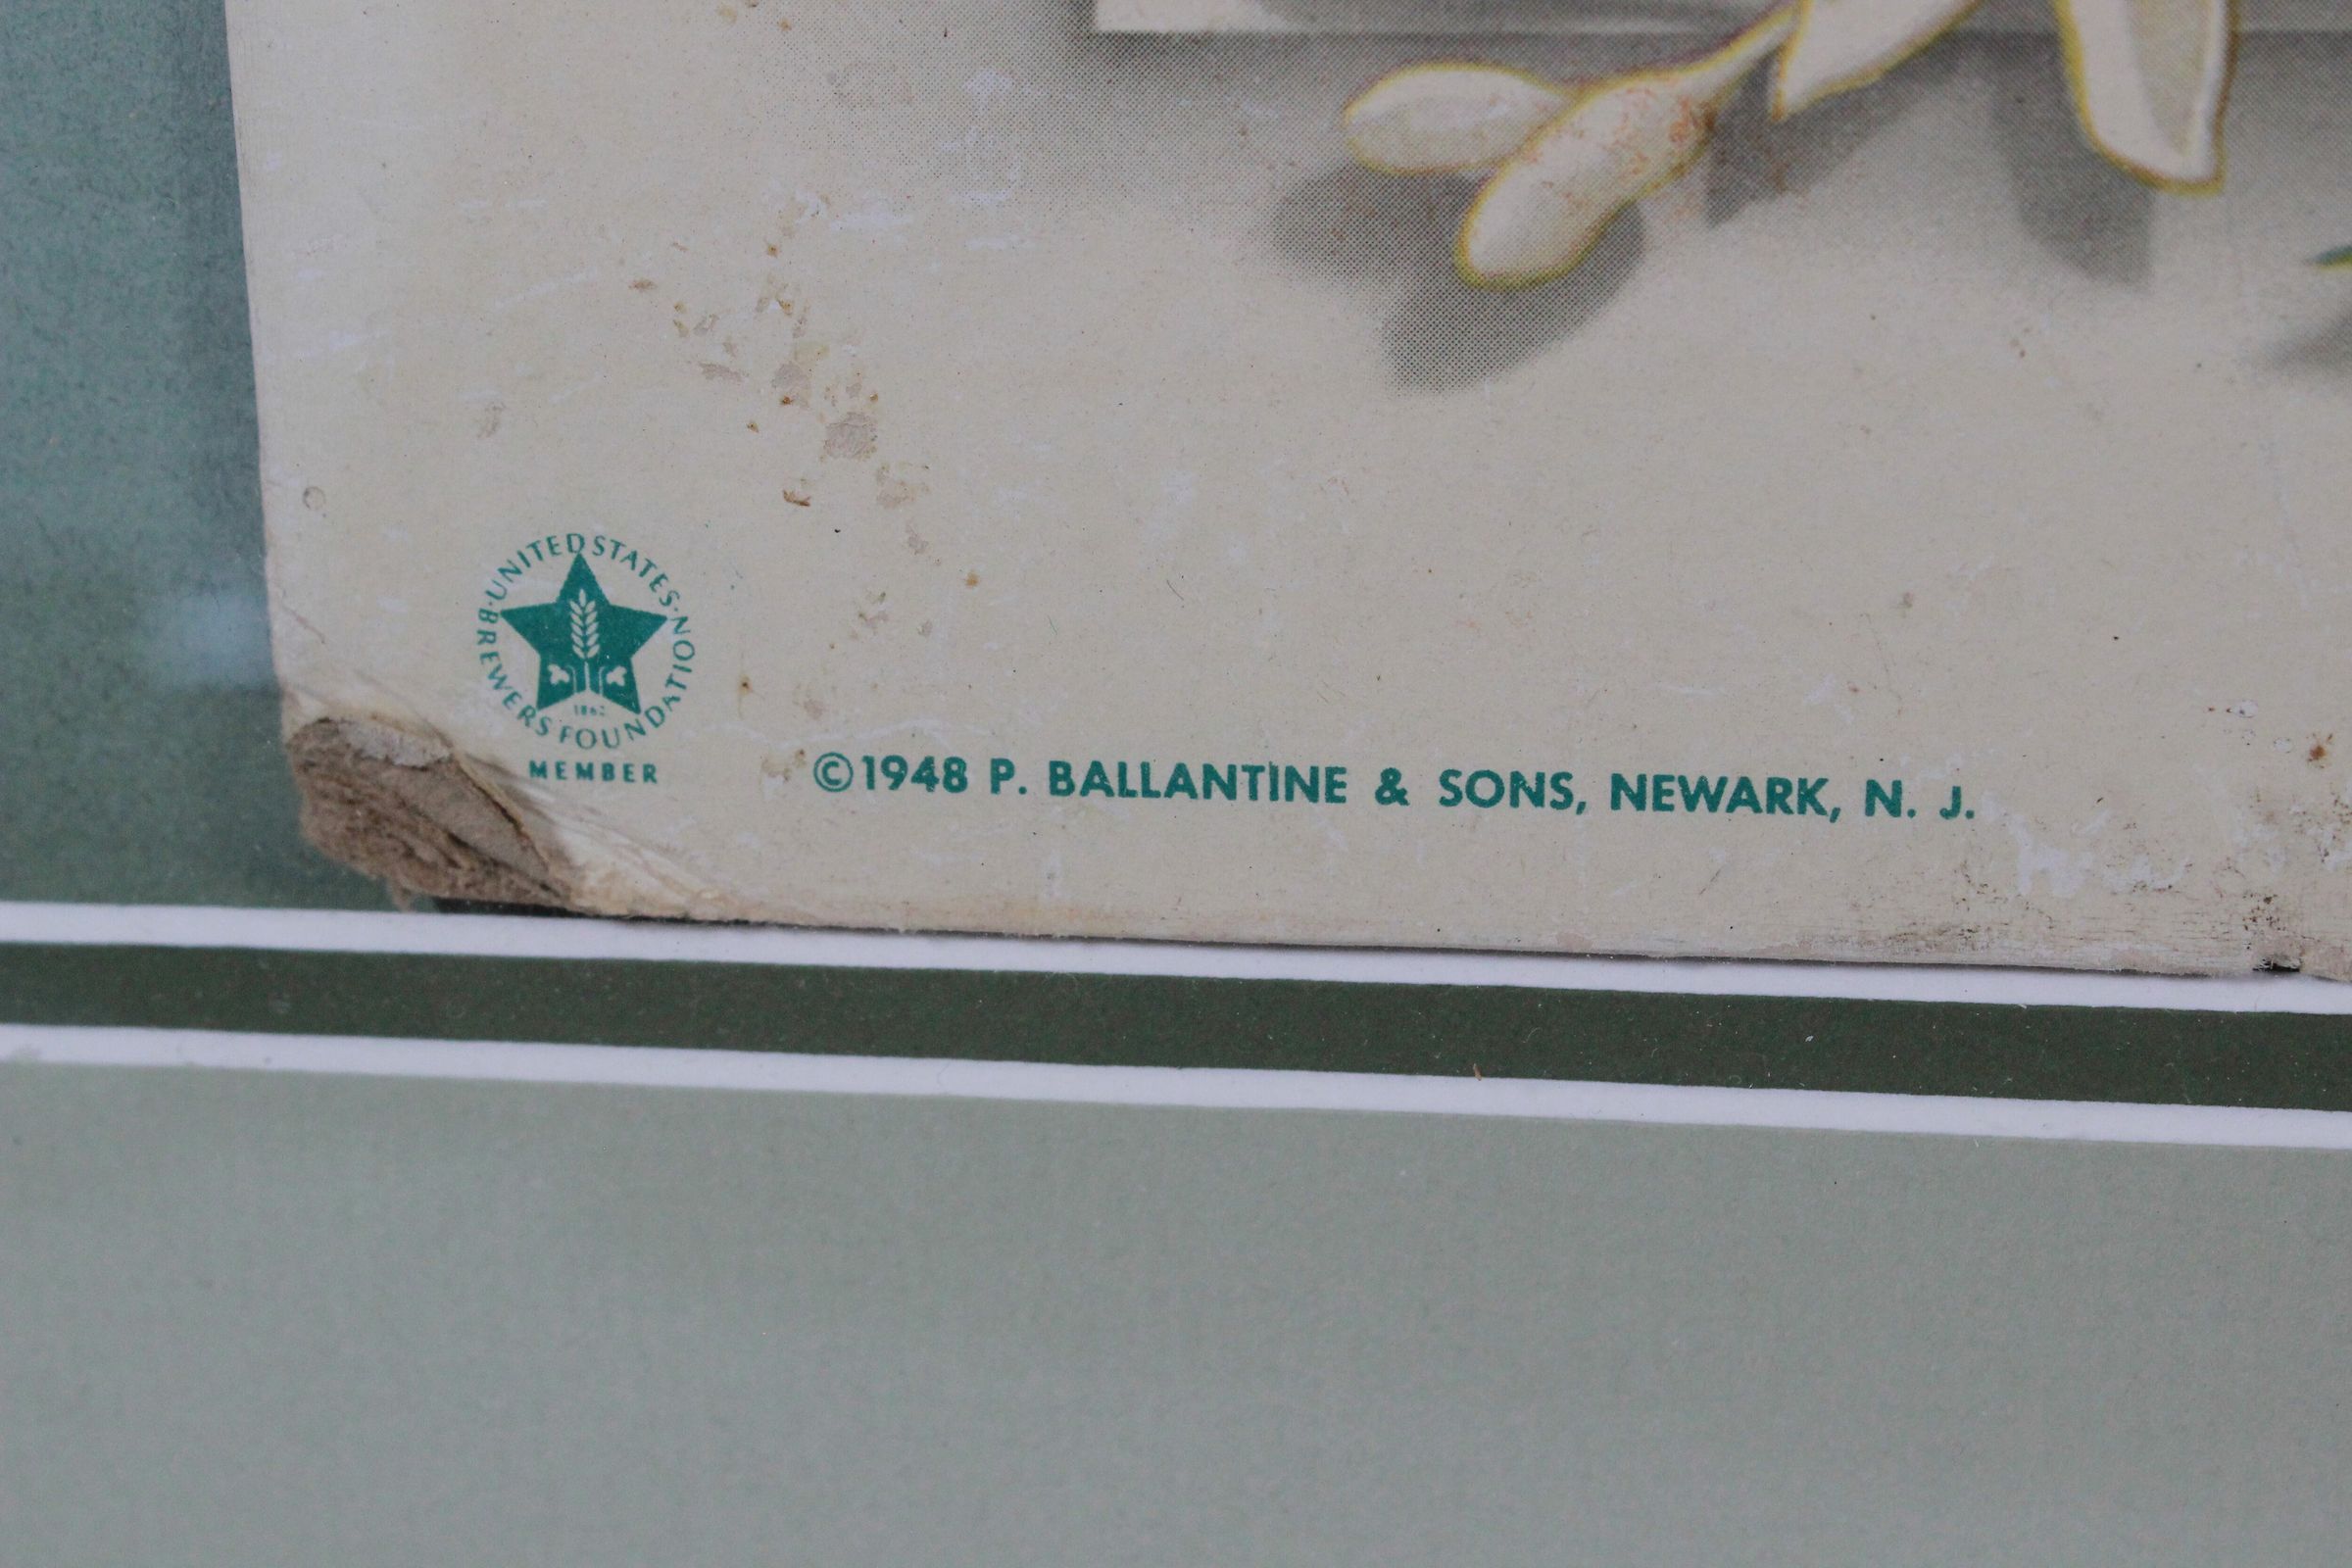 ·UNITED STATES·
BREWERS FOUNDATION
MEMBER
©1948 P. BALLANTINE & SONS, NEWARK, N. J.